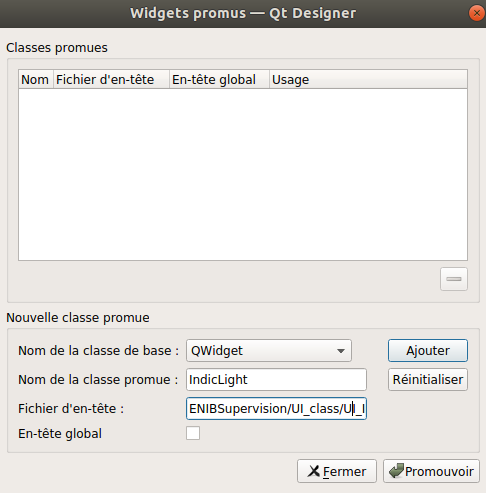 Widgets promus — Qt Designer
Classes promues
Nom Fichier d'en-tête En-tête global Usage
Nouvelle classe promue
Nom de la classe de base : QWidget Ajouter
Nom de la classe promue : IndicLight Réinitialiser
Fichier d'en-tête : ENIBSupervision/UI_class/UI_I
En-tête global
Fermer Promouvoir